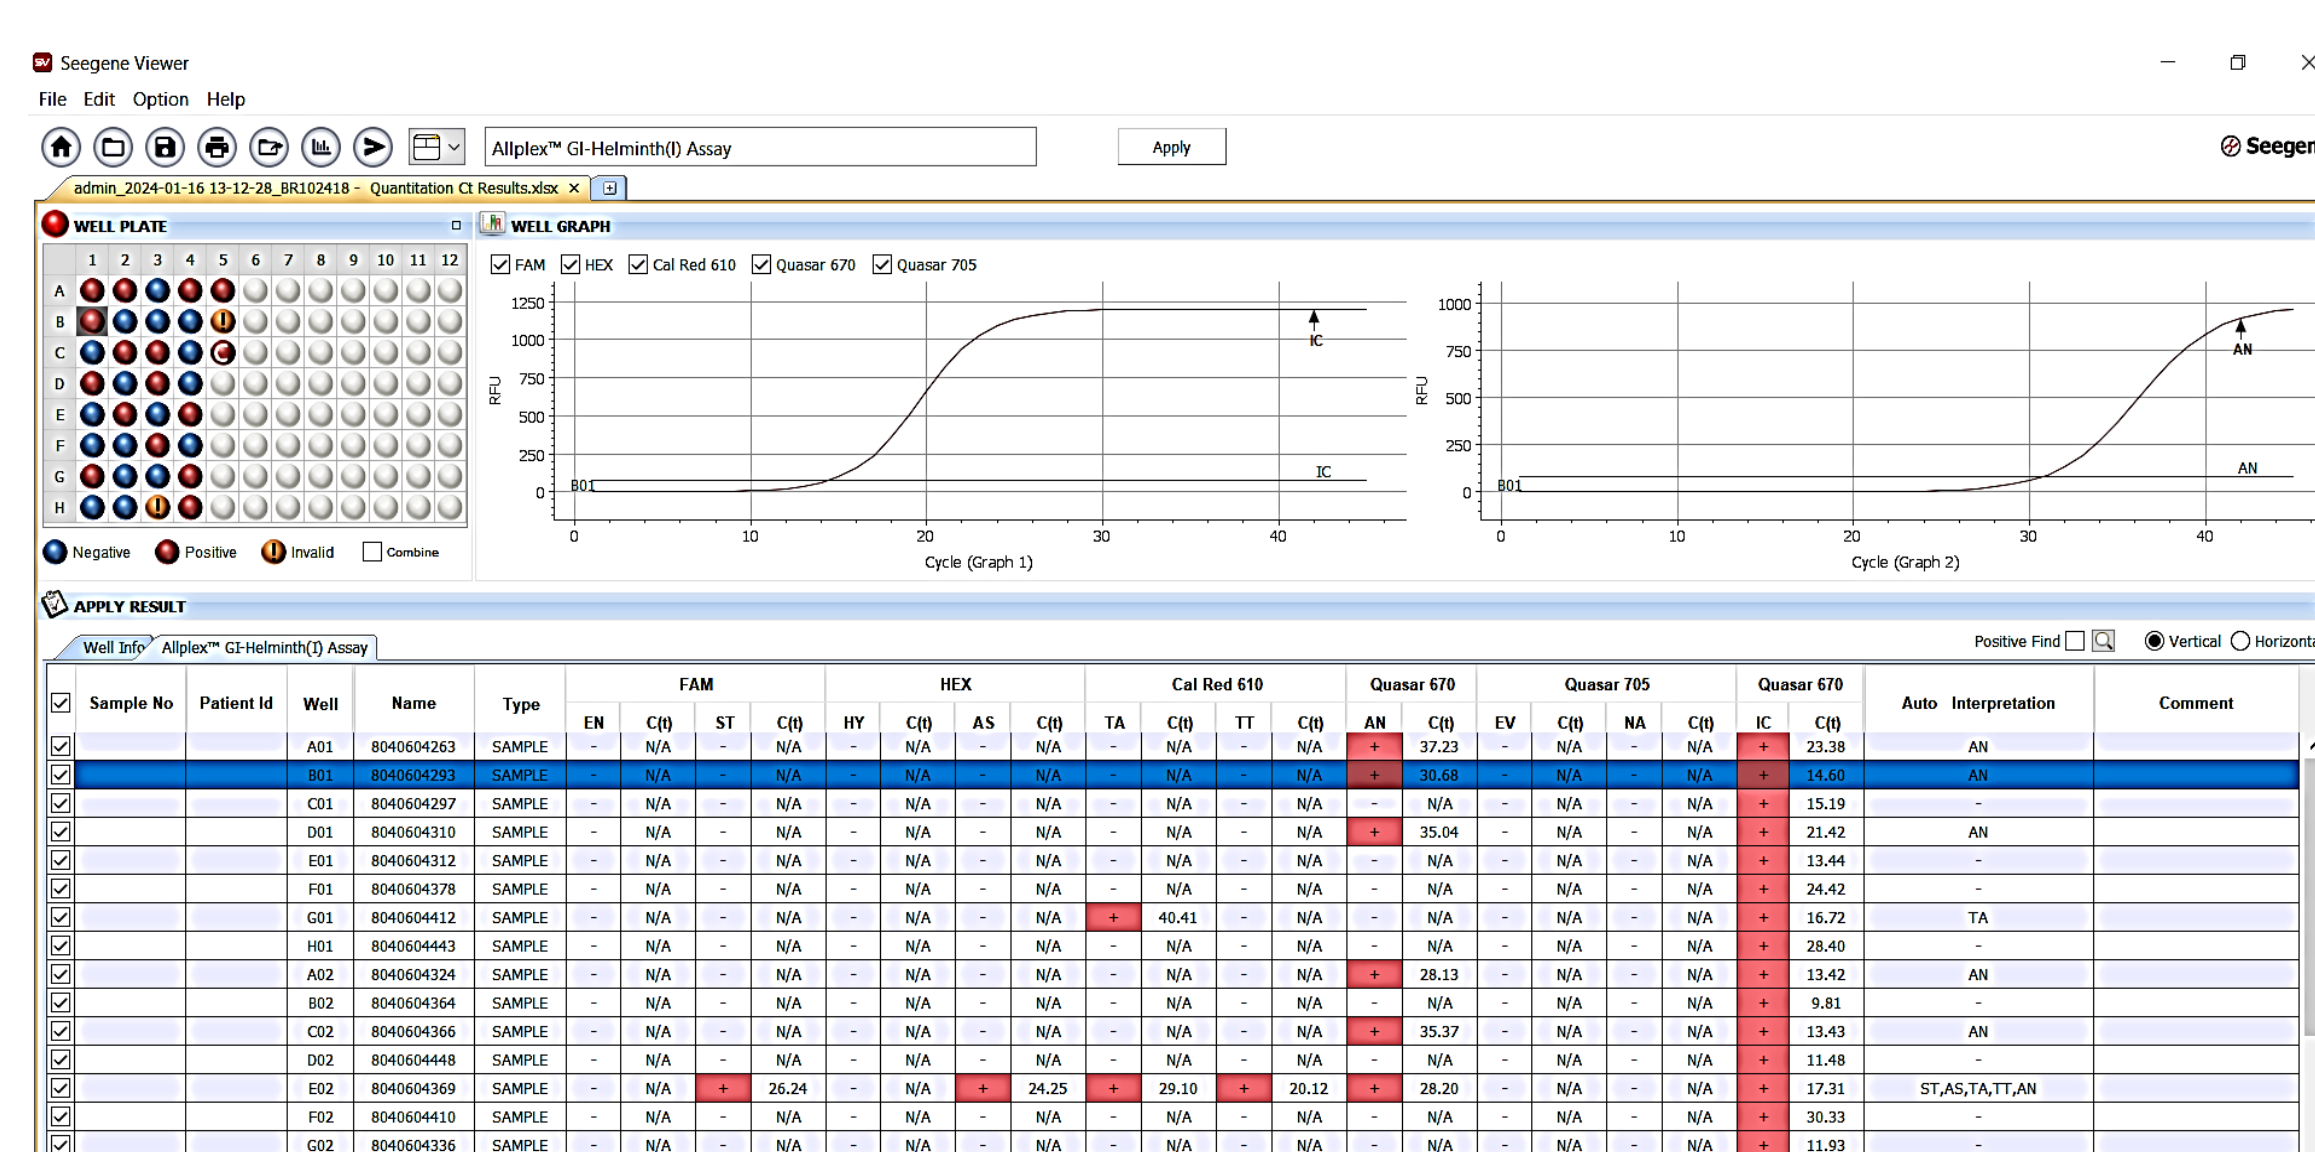 Seegene Viewer
File Edit Option Help
Allplex™ GI-Helminth(I) Assay Apply
admin_2024-01-16 13-12-28_BR102418 - Quantitation Ct Results.xlsx
WELL PLATE
1 2 3 4 5 6 7 8 9 10 11 12
A
B
C
D
E
F
G
H
Negative Positive Invalid Combine
WELL GRAPH
FAM HEX Cal Red 610 Quasar 670 Quasar 705
1250
1000
750
500
250
0
RFU
IC
IC
B01
0 10 20 30 40
Cycle (Graph 1)
1000
750
500
250
0
RFU
AN
AN
B01
0 10 20 30 40
Cycle (Graph 2)
APPLY RESULT
Well Info Allplex™ GI-Helminth(I) Assay
Positive Find Vertical
Sample No Patient Id Well Name Type FAM HEX Cal Red 610 Quasar 670 Quasar 705 Quasar 670 Auto Interpretation Comment
EN C(t) ST C(t) HY C(t) AS C(t) TA C(t) TT C(t) AN C(t) EV C(t) NA C(t) IC C(t)
A01 8040604263 SAMPLE - N/A - N/A - N/A - N/A - N/A - N/A + 37.23 - N/A - N/A + 23.38 AN
B01 8040604293 SAMPLE - N/A - N/A - N/A - N/A - N/A - N/A + 30.68 - N/A - N/A + 14.60 AN
C01 8040604297 SAMPLE - N/A - N/A - N/A - N/A - N/A - N/A - N/A - N/A - N/A + 15.19 -
D01 8040604310 SAMPLE - N/A - N/A - N/A - N/A - N/A - N/A + 35.04 - N/A - N/A + 21.42 AN
E01 8040604312 SAMPLE - N/A - N/A - N/A - N/A - N/A - N/A - N/A - N/A - N/A + 13.44 -
F01 8040604378 SAMPLE - N/A - N/A - N/A - N/A - N/A - N/A - N/A - N/A - N/A + 24.42 -
G01 8040604412 SAMPLE - N/A - N/A - N/A - N/A + 40.41 - N/A - N/A - N/A - N/A + 16.72 TA
H01 8040604443 SAMPLE - N/A - N/A - N/A - N/A - N/A - N/A - N/A - N/A - N/A + 28.40 -
A02 8040604324 SAMPLE - N/A - N/A - N/A - N/A - N/A - N/A + 28.13 - N/A - N/A + 13.42 AN
B02 8040604364 SAMPLE - N/A - N/A - N/A - N/A - N/A - N/A - N/A - N/A - N/A + 9.81 -
C02 8040604366 SAMPLE - N/A - N/A - N/A - N/A - N/A - N/A + 35.37 - N/A - N/A + 13.43 AN
D02 8040604448 SAMPLE - N/A - N/A - N/A - N/A - N/A - N/A - N/A - N/A - N/A + 11.48 -
E02 8040604369 SAMPLE - N/A + 26.24 - N/A + 24.25 + 29.10 + 20.12 + 28.20 - N/A - N/A + 17.31 ST,AS,TA,TT,AN
F02 8040604410 SAMPLE - N/A - N/A - N/A - N/A - N/A - N/A - N/A - N/A - N/A + 30.33 -
G02 8040604336 SAMPLE - N/A - N/A - N/A - N/A - N/A - N/A - N/A - N/A - N/A + 11.93 -